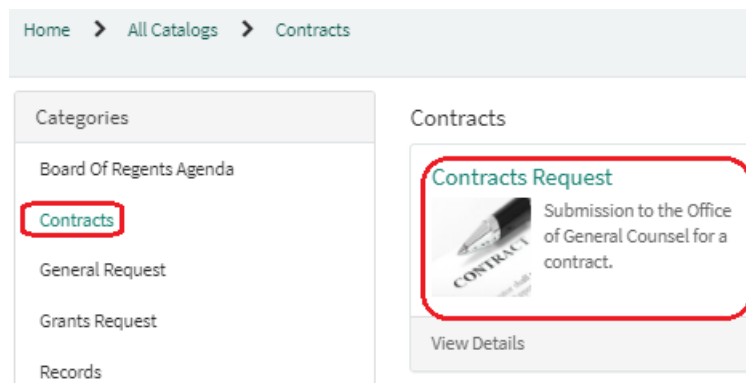 Home > All Catalogs > Contracts
Categories
Board Of Regents Agenda
Contracts
General Request
Grants Request
Records
Contracts
Contracts Request
Submission to the Office
of General Counsel for a
contract.
CONTRACT
View Details